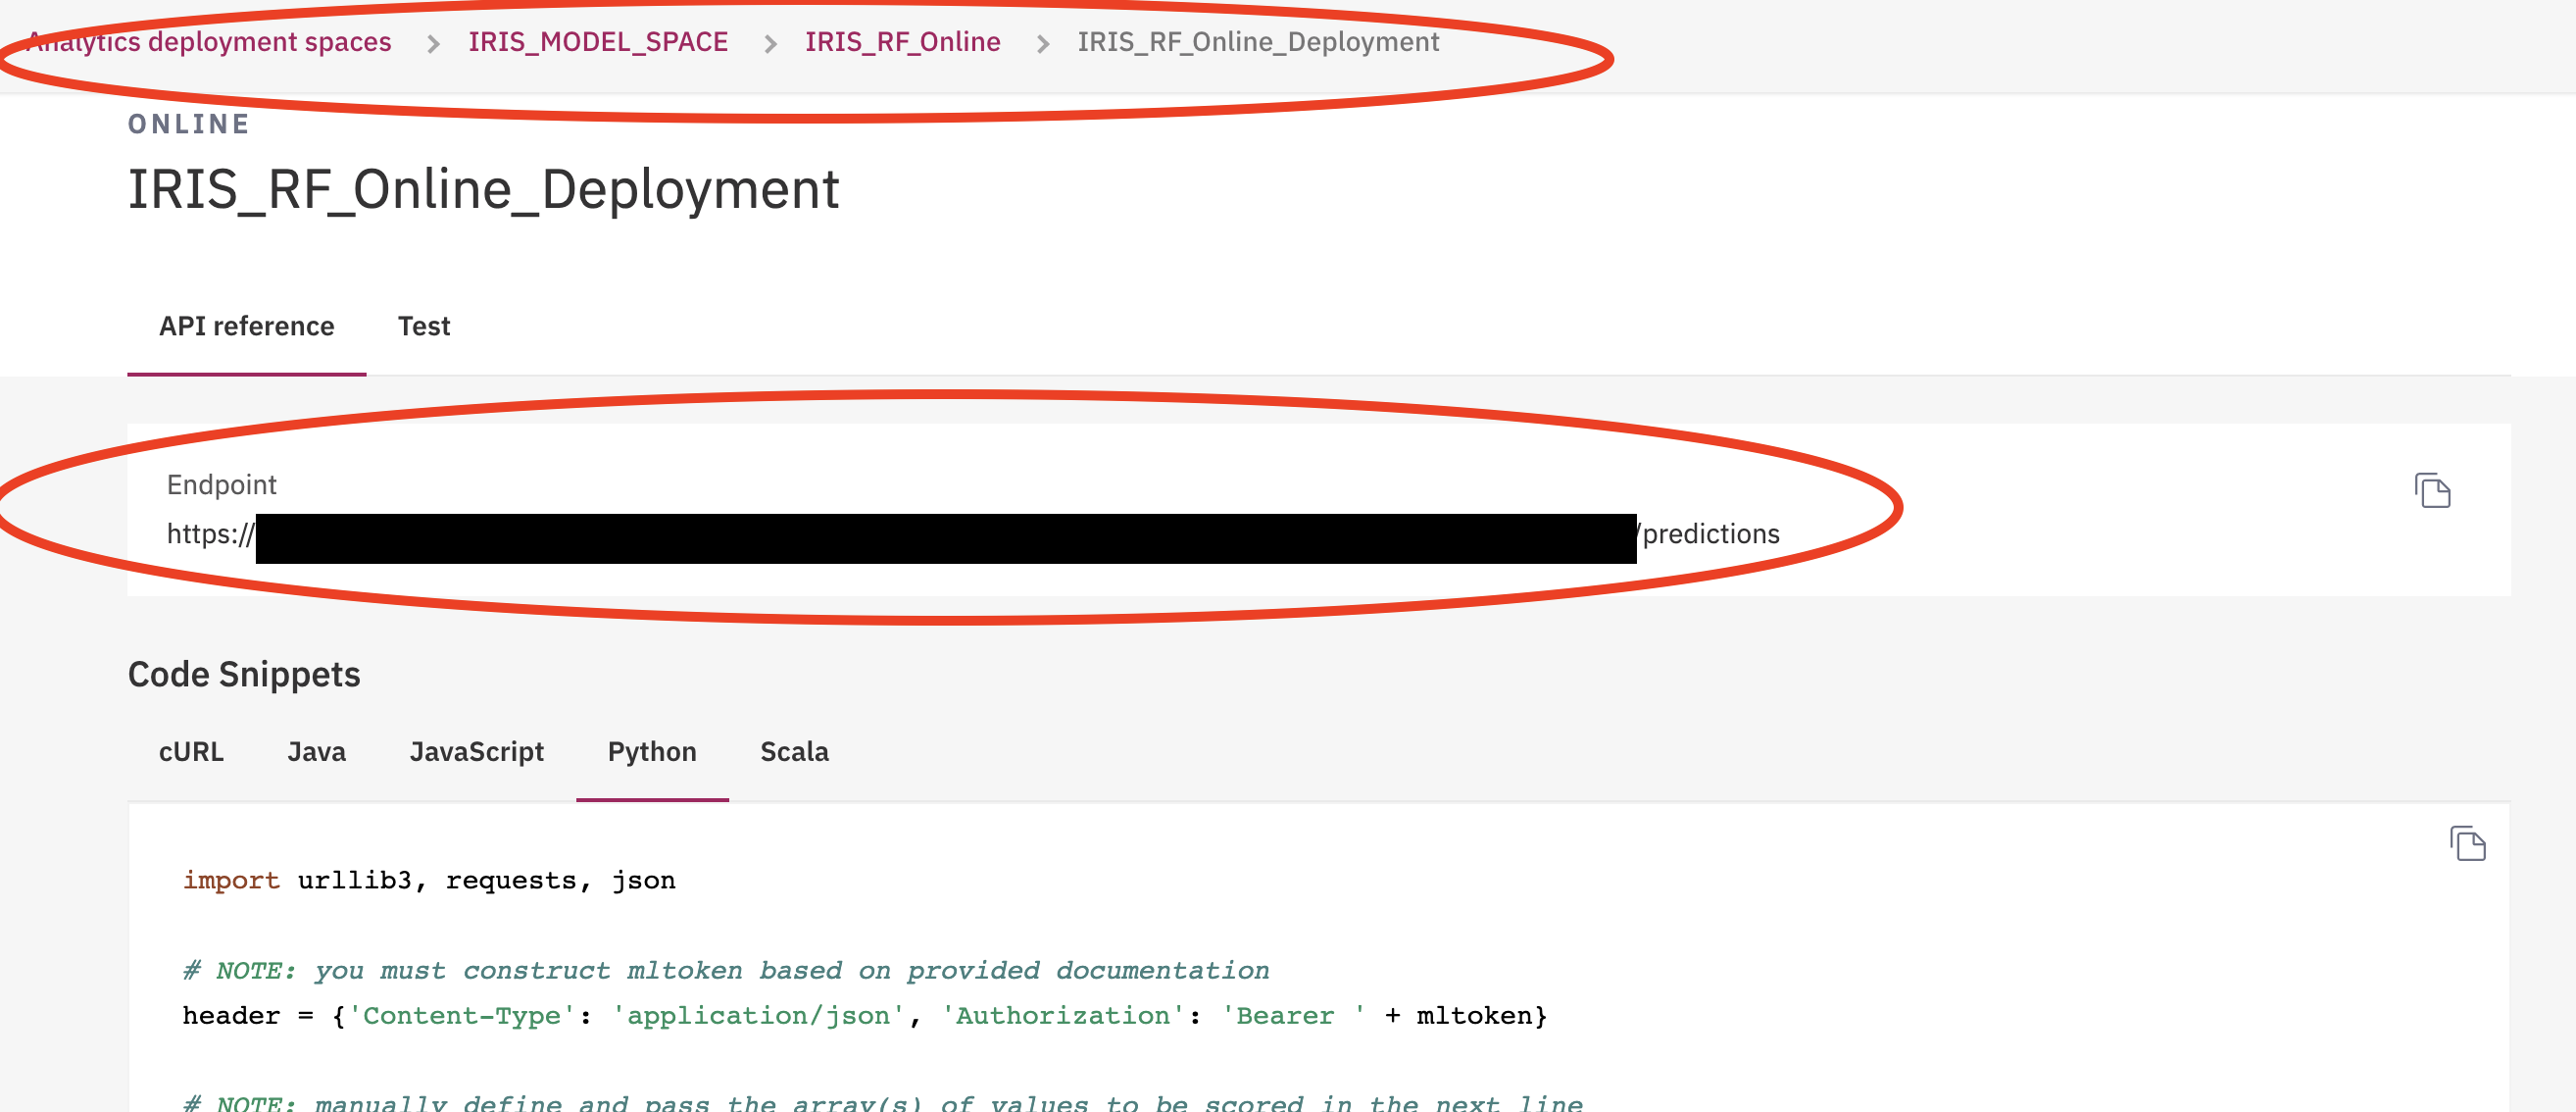 Analytics deployment spaces > IRIS_MODEL_SPACE > IRIS_RF_Online > IRIS_RF_Online_Deployment
ONLINE
IRIS_RF_Online_Deployment
API reference Test
Endpoint
https:// /predictions
Code Snippets
cURL Java JavaScript Python Scala
import urllib3, requests, json
# NOTE: you must construct mltoken based on provided documentation
header = {'Content-Type': 'application/json', 'Authorization': 'Bearer ' + mltoken}
# NOTE: manually define and pass the array(s) of values to be scored in the next line